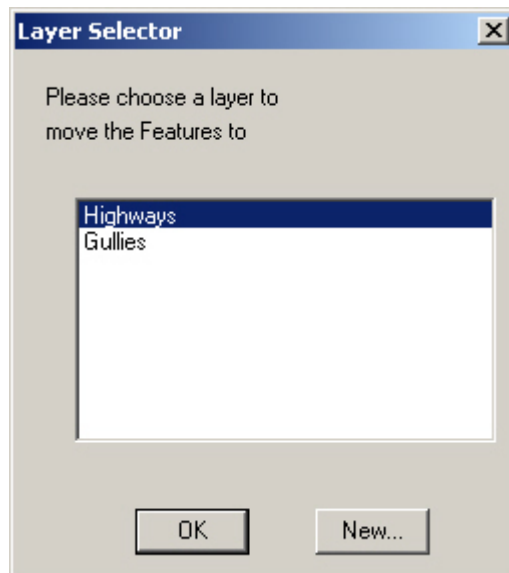 Layer Selector
Please choose a layer to
move the Features to
Highways
Gullies
OK New...